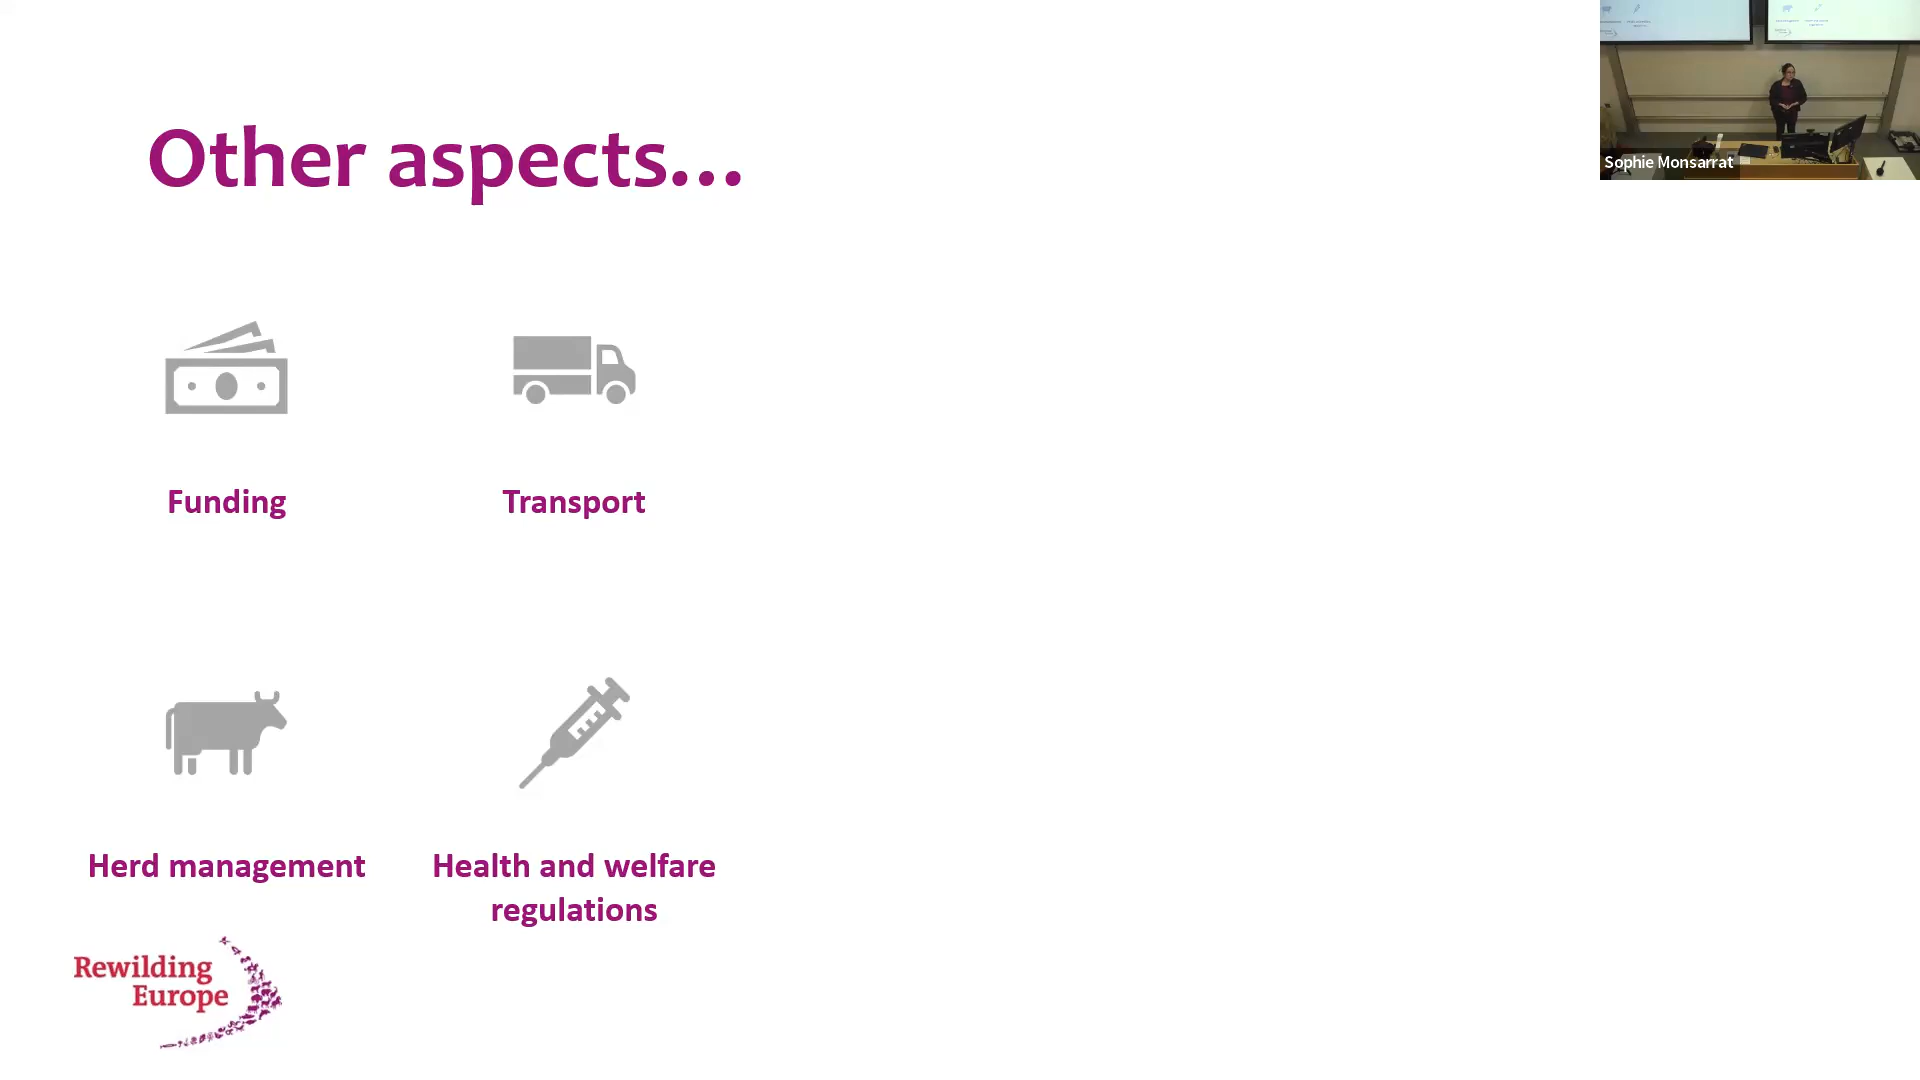 Other aspects...
Sophie Monsarrat
Funding
Transport
Herd management
Health and welfare
regulations
Rewilding
Europe